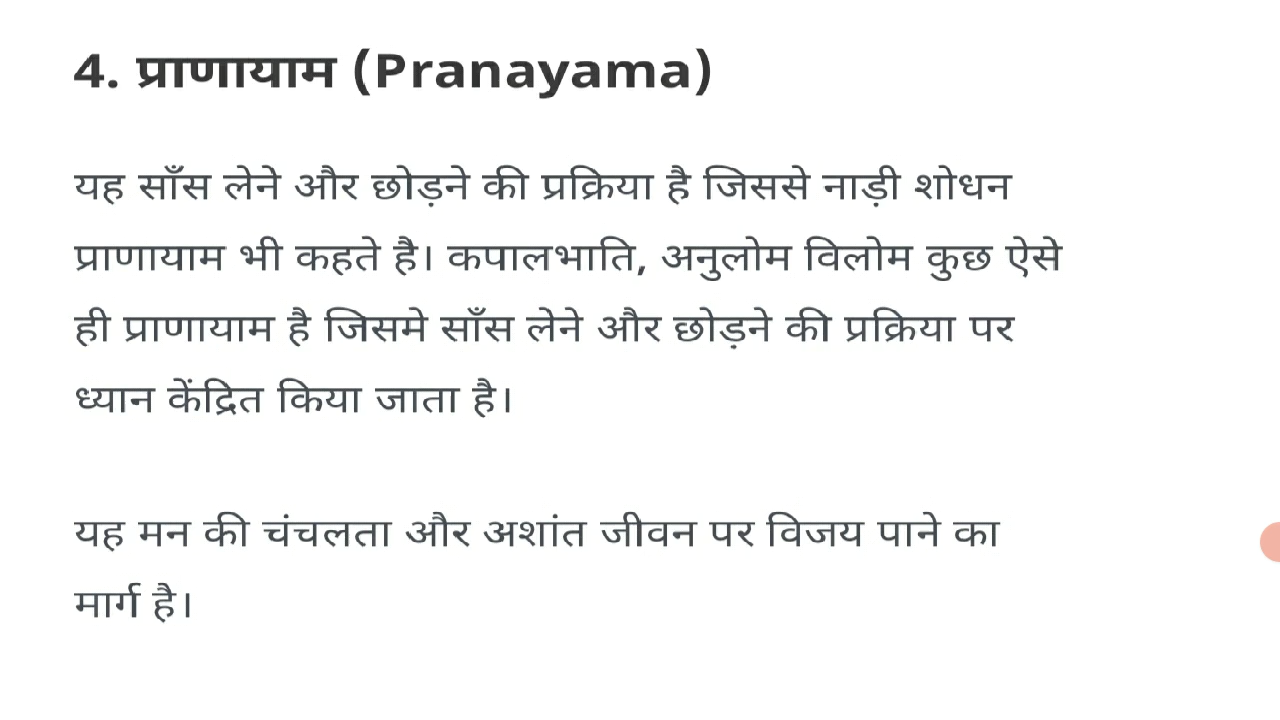 4. प्राणायाम (Pranayama)
यह साँस लेने और छोड़ने की प्रक्रिया है जिससे नाड़ी शोधन
प्राणायाम भी कहते है। कपालभाति, अनुलोम विलोम कुछ ऐसे
ही प्राणायाम है जिसमे साँस लेने और छोड़ने की प्रक्रिया पर
ध्यान केंद्रित किया जाता है।
यह मन की चंचलता और अशांत जीवन पर विजय पाने का
मार्ग है।